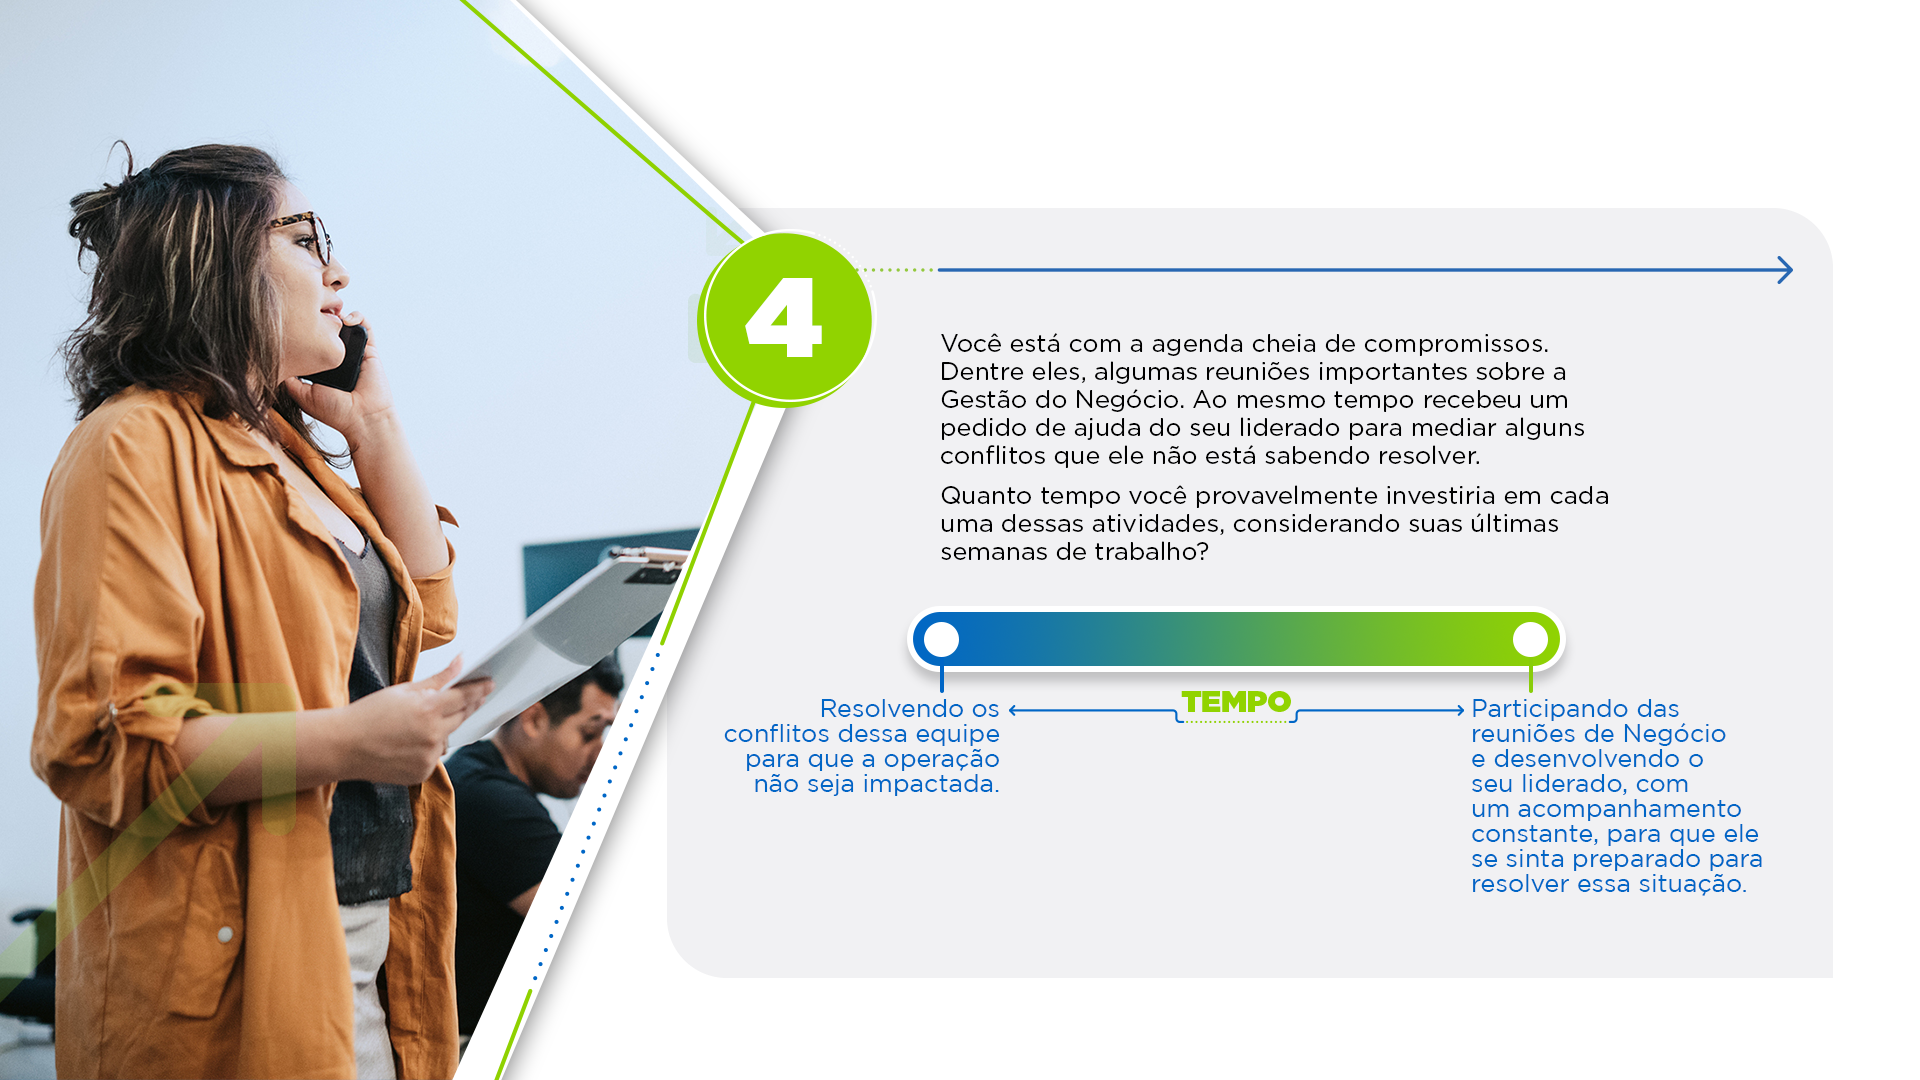 4
Você está com a agenda cheia de compromissos.
Dentre eles, algumas reuniões importantes sobre a
Gestão do Negócio. Ao mesmo tempo recebeu um
pedido de ajuda do seu liderado para mediar alguns
conflitos que ele não está sabendo resolver.
Quanto tempo você provavelmente investiria em cada
uma dessas atividades, considerando suas últimas
semanas de trabalho?
Resolvendo os
conflitos dessa equipe
para que a operação
não seja impactada.
TEMPO
Participando das
reuniões de Negócio
e desenvolvendo o
seu liderado, com
um acompanhamento
constante, para que ele
se sinta preparado para
resolver essa situação.